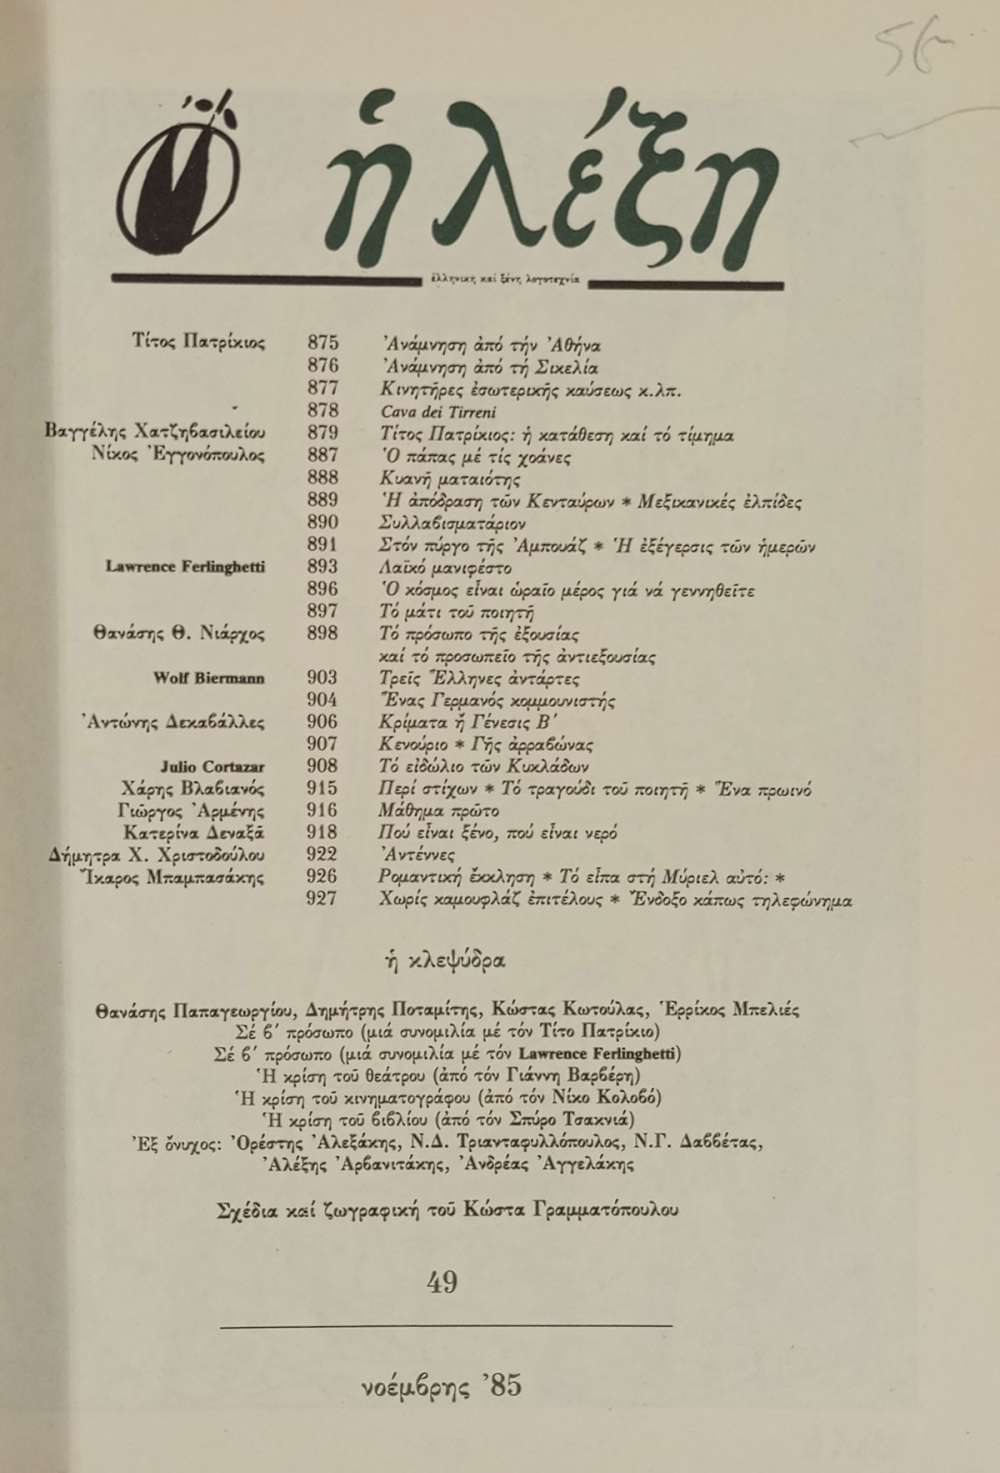 56
ἡ λέξη
ἑλληνική καί ξένη λογοτεχνία
Τίτος Πατρίκιος 875 Ἀνάμνηση ἀπό τήν Ἀθήνα
876 Ἀνάμνηση ἀπό τή Σικελία
877 Κινητῆρες ἐσωτερικῆς καύσεως κ.λπ.
878 Cava dei Tirreni
Βαγγέλης Χατζηβασιλείου 879 Τίτος Πατρίκιος: ἡ κατάθεση καί τό τίμημα
Νίκος Ἐγγονόπουλος 887 Ὁ πάπας μέ τίς χοάνες
888 Κυανῆ ματαιότης
889 Ἡ ἀπόδραση τῶν Κενταύρων * Μεξικανικές ἐλπίδες
890 Συλλαβισματάριον
891 Στόν πύργο τῆς Ἀμπουάζ * Ἡ ἐξέγερσις τῶν ἡμερῶν
Lawrence Ferlinghetti 893 Λαϊκό μανιφέστο
896 Ὁ κόσμος εἶναι ὡραῖο μέρος γιά νά γεννηθεῖτε
897 Τό μάτι τοῦ ποιητῆ
Θανάσης Θ. Νιάρχος 898 Τό πρόσωπο τῆς ἐξουσίας
καί τό προσωπεῖο τῆς ἀντιεξουσίας
Wolf Biermann 903 Τρεῖς Ἕλληνες ἀντάρτες
904 Ἕνας Γερμανός κομμουνιστής
Ἀντώνης Δεκαβάλλες 906 Κρίματα ἤ Γένεσις Β΄
907 Κενούριο * Γῆς ἀρραβώνας
Julio Cortazar 908 Τό εἰδώλιο τῶν Κυκλάδων
Χάρης Βλαβιανός 915 Περί στίχων * Τό τραγούδι τοῦ ποιητῆ * Ἕνα πρωινό
Γιῶργος Ἀρμένης 916 Μάθημα πρῶτο
Κατερίνα Δεναξᾶ 918 Πού εἶναι ξένο, πού εἶναι νερό
Δήμητρα Χ. Χριστοδούλου 922 Ἀντέννες
Ἴκαρος Μπαμπασάκης 926 Ρομαντική ἔκκληση * Τό εἶπα στή Μύριελ αὐτό: *
927 Χωρίς καμουφλάζ ἐπιτέλους * Ἔνδοξο κάπως τηλεφώνημα
ἡ κλεψύδρα
Θανάσης Παπαγεωργίου, Δημήτρης Ποταμίτης, Κώστας Κωτούλας, Ἐρρίκος Μπελιές
Σέ β΄ πρόσωπο (μιά συνομιλία μέ τόν Τίτο Πατρίκιο)
Σέ β΄ πρόσωπο (μιά συνομιλία μέ τόν Lawrence Ferlinghetti)
Ἡ κρίση τοῦ θεάτρου (ἀπό τόν Γιάννη Βαρβέρη)
Ἡ κρίση τοῦ κινηματογράφου (ἀπό τόν Νίκο Κολοβό)
Ἡ κρίση τοῦ βιβλίου (ἀπό τόν Σπύρο Τσακνιά)
Ἐξ ὄνυχος: Ὀρέστης Ἀλεξάκης, Ν.Δ. Τριανταφυλλόπουλος, Ν.Γ. Δαββέτας,
Ἀλέξης Ἀρβανιτάκης, Ἀνδρέας Ἀγγελάκης
Σχέδια καί ζωγραφική τοῦ Κώστα Γραμματόπουλου
49
νοέμβρης '85